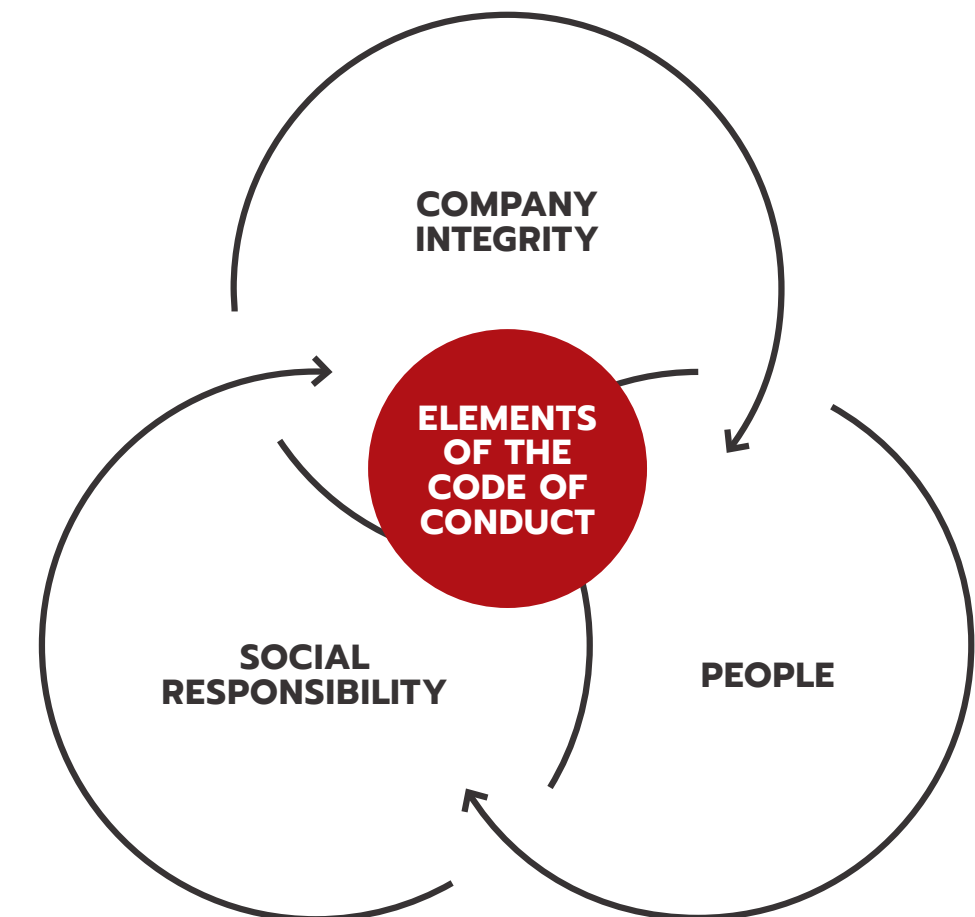 COMPANY
INTEGRITY
ELEMENTS
OF THE
CODE OF
CONDUCT
SOCIAL
RESPONSIBILITY
PEOPLE